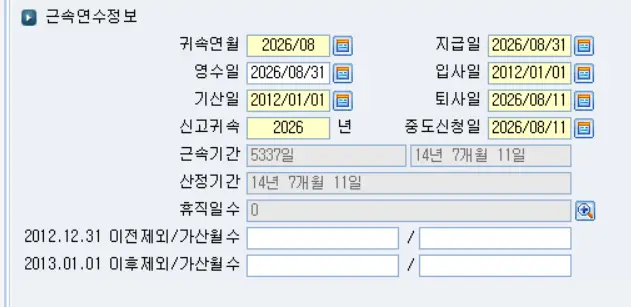 근속연수정보
귀속연월 2026/08 지급일 2026/08/31
영수일 2026/08/31 입사일 2012/01/01
기산일 2012/01/01 퇴사일 2026/08/11
신고귀속 2026 년 중도신청일 2026/08/11
근속기간 5337일 14년 7개월 11일
산정기간 14년 7개월 11일
휴직일수 0
2012.12.31 이전제외/가산월수 /
2013.01.01 이후제외/가산월수 /